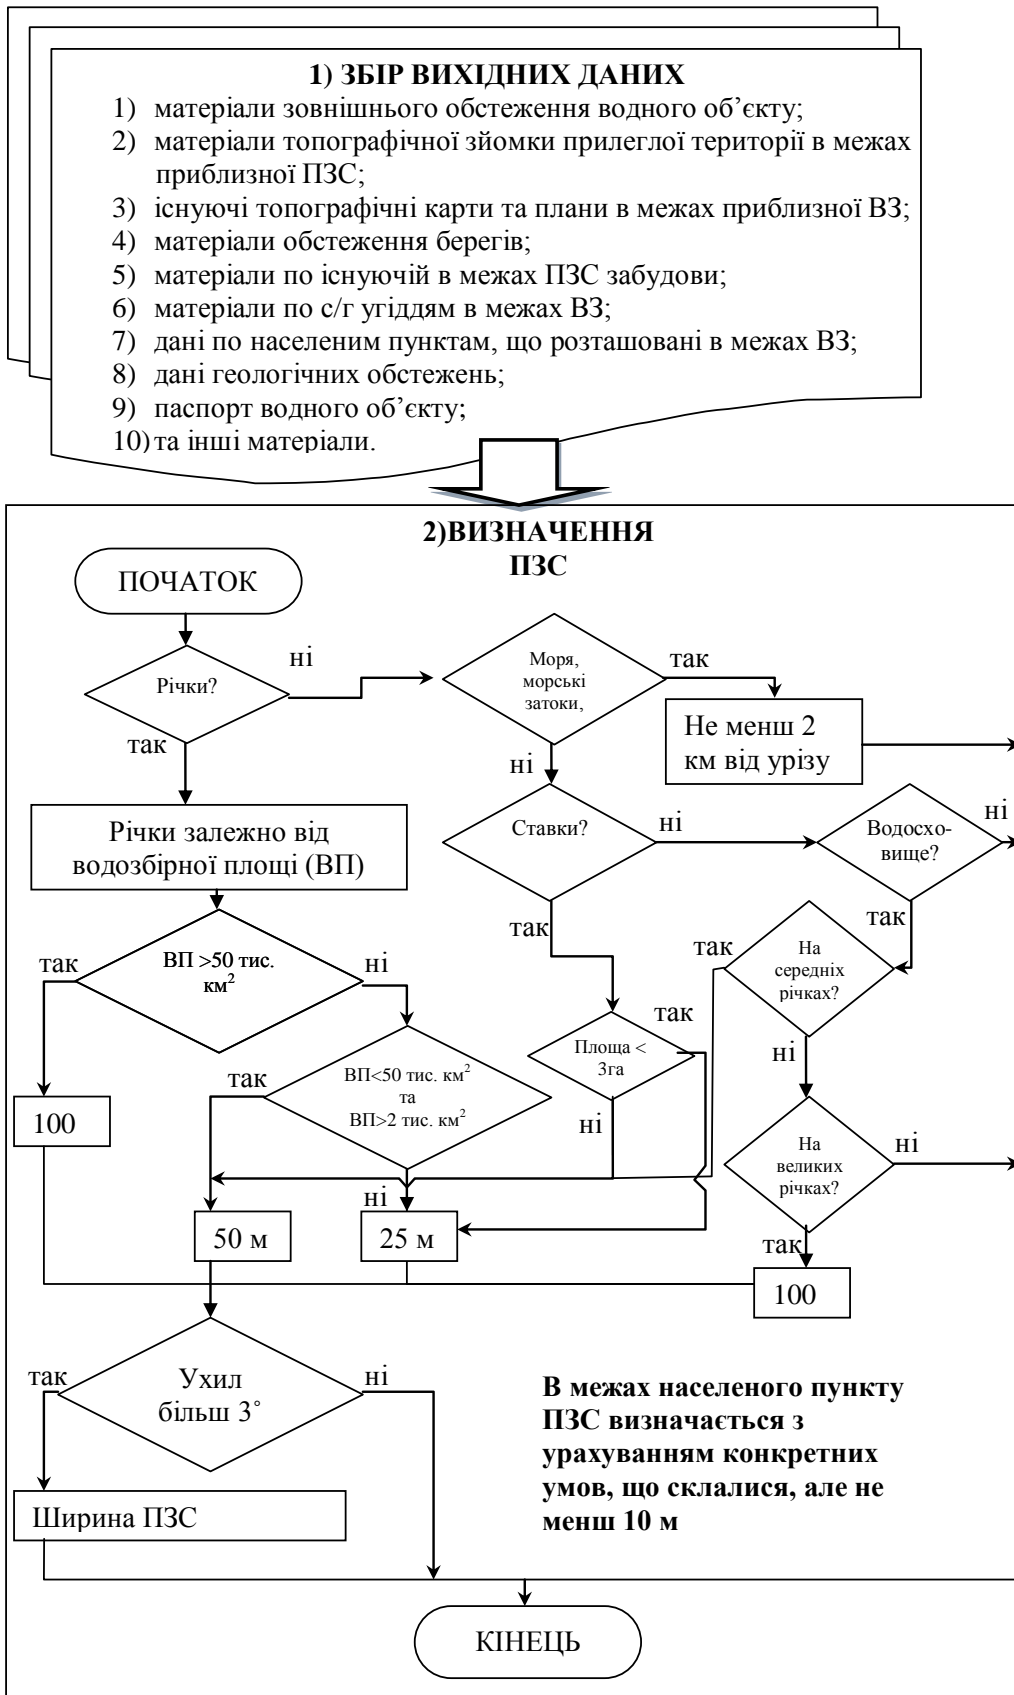 1) ЗБІР ВИХІДНИХ ДАНИХ
1) матеріали зовнішнього обстеження водного об’єкту;
2) матеріали топографічної зйомки прилеглої території в межах
приблизної ПЗС;
3) існуючі топографічні карти та плани в межах приблизної ВЗ;
4) матеріали обстеження берегів;
5) матеріали по існуючій в межах ПЗС забудови;
6) матеріали по с/г угіддям в межах ВЗ;
7) дані по населеним пунктам, що розташовані в межах ВЗ;
8) дані геологічних обстежень;
9) паспорт водного об’єкту;
10) та інші матеріали.
2)ВИЗНАЧЕННЯ
ПЗС
ПОЧАТОК
Річки?
ні
так
Моря,
морські
затоки,
так
ні
Не менш 2
км від урізу
Річки залежно від
водозбірної площі (ВП)
Ставки?
ні
так
Водосхо-
вище?
ні
так
ВП >50 тис.
км²
так
ні
На
середніх
річках?
так
ні
Площа <
3га
так
ні
ВП<50 тис. км²
та
ВП>2 тис. км²
так
ні
100
На
великих
річках?
ні
так
50 м
25 м
100
Ухил
більш 3˚
так
ні
В межах населеного пункту
ПЗС визначається з
урахуванням конкретних
умов, що склалися, але не
менш 10 м
Ширина ПЗС
КІНЕЦЬ